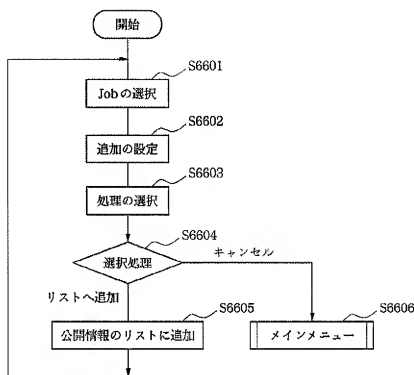 開始
S6601
Jobの選択
S6602
追加の設定
S6603
処理の選択
S6604
選択処理
キャンセル
リストへ追加
S6605
公開情報のリストに追加
S6606
メインメニュー